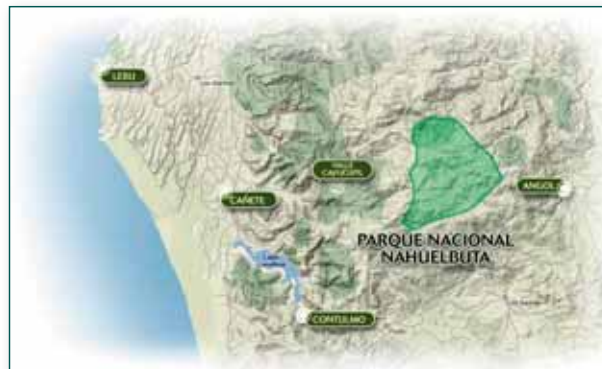 LEBU
VALLE
CAYUCUPIL
CAÑETE
ANGOL
PARQUE NACIONAL
NAHUELBUTA
CONTULMO